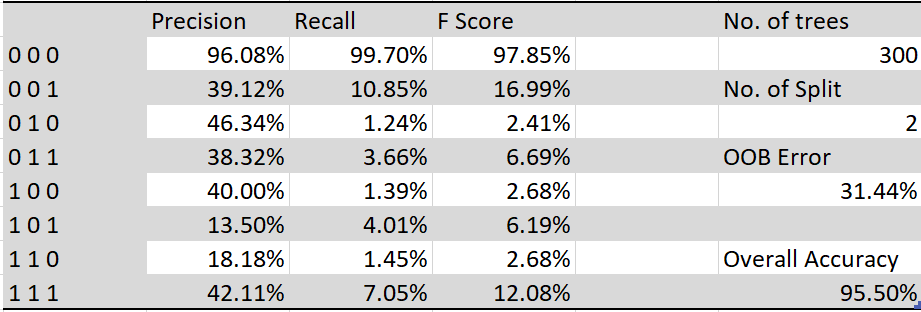 Precision Recall F Score No. of trees
0 0 0 96.08% 99.70% 97.85% 300
0 0 1 39.12% 10.85% 16.99% No. of Split
0 1 0 46.34% 1.24% 2.41% 2
0 1 1 38.32% 3.66% 6.69% OOB Error
1 0 0 40.00% 1.39% 2.68% 31.44%
1 0 1 13.50% 4.01% 6.19%
1 1 0 18.18% 1.45% 2.68% Overall Accuracy
1 1 1 42.11% 7.05% 12.08% 95.50%